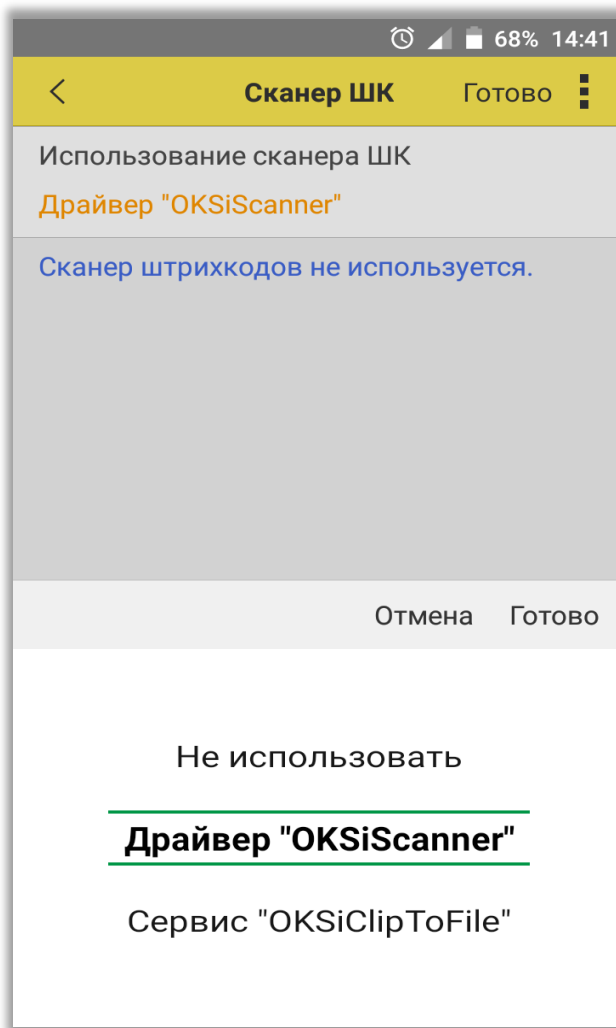 68% 14:41
Сканер ШК Готово
Использование сканера ШК
Драйвер "OKSiScanner"
Сканер штрихкодов не используется.
Отмена Готово
Не использовать
Драйвер "OKSiScanner"
Сервис "OKSiClipToFile"